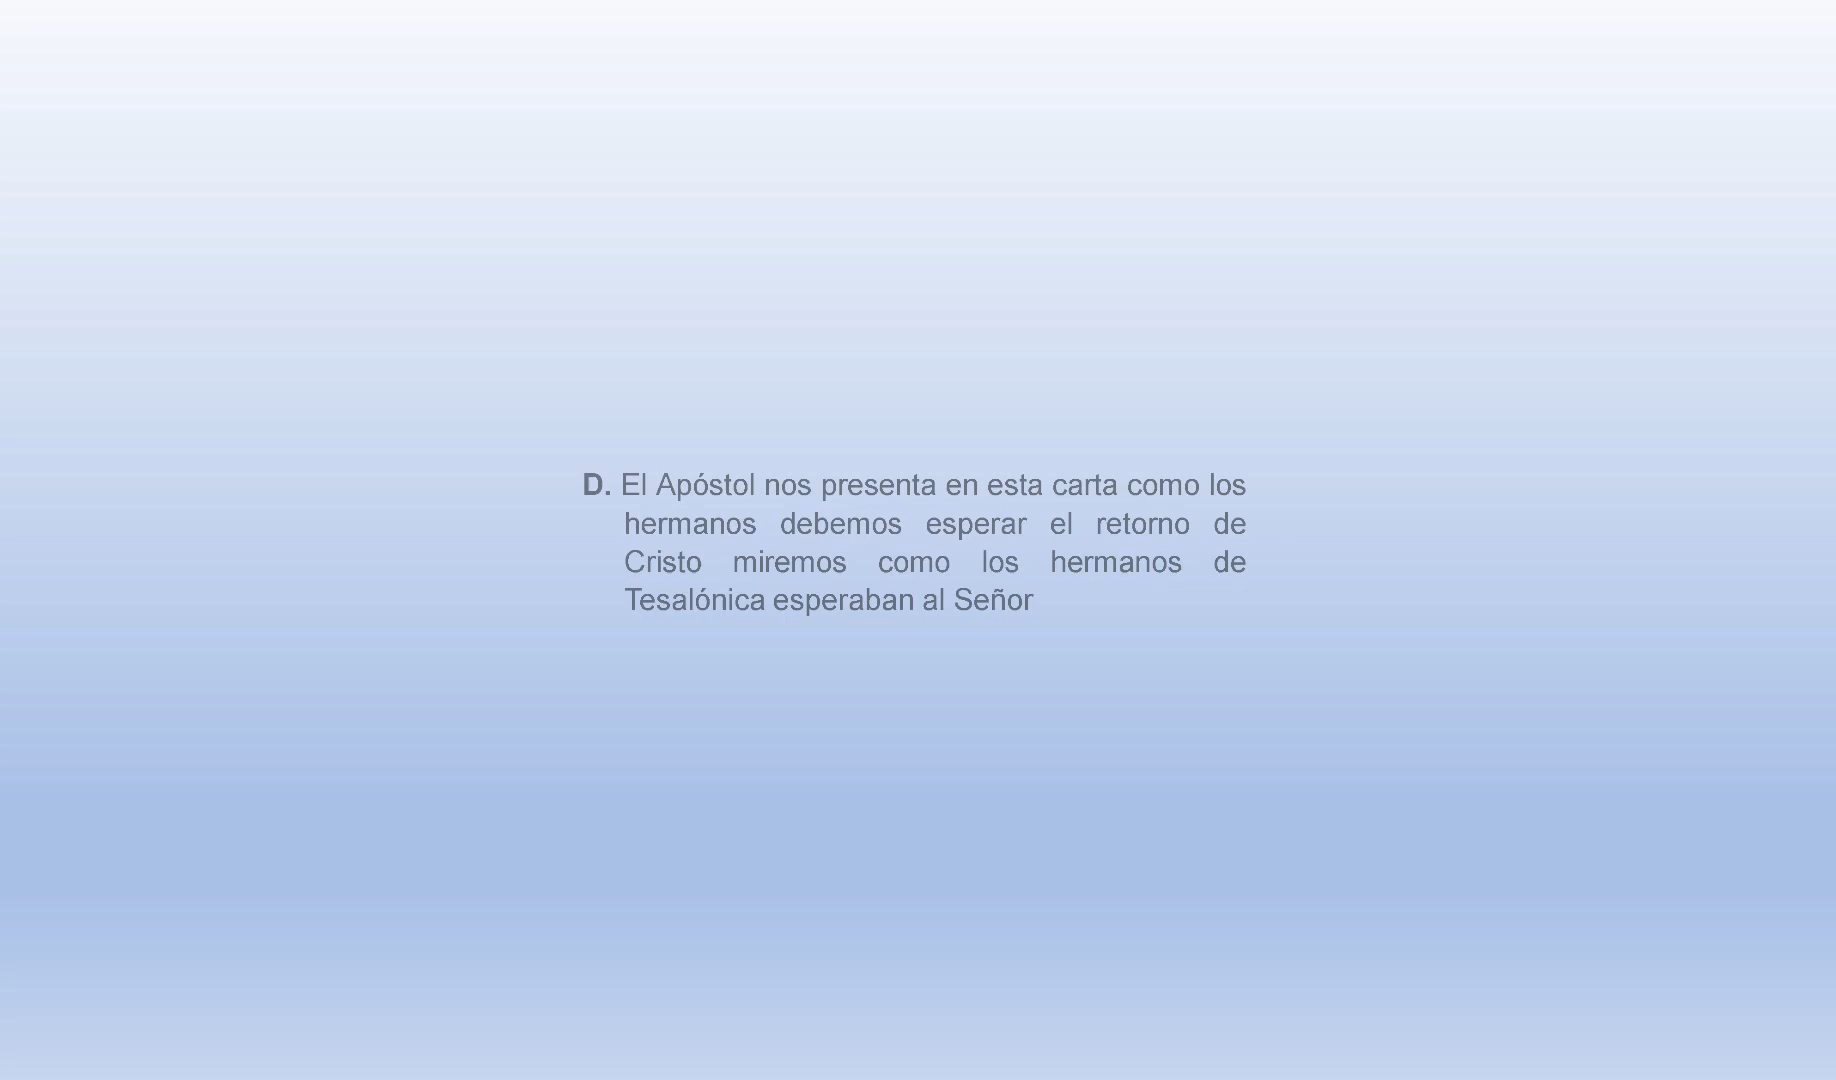 D. El Apóstol nos presenta en esta carta como los
hermanos debemos esperar el retorno de
Cristo miremos como los hermanos de
Tesalónica esperaban al Señor